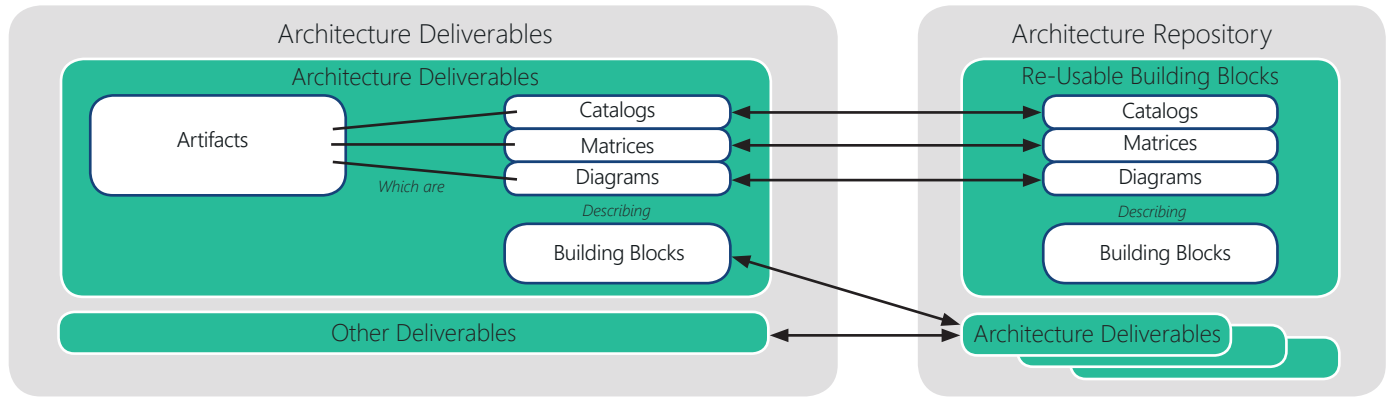 Architecture Deliverables
Architecture Deliverables
Artifacts
Which are
Catalogs
Matrices
Diagrams
Describing
Building Blocks
Other Deliverables
Architecture Repository
Re-Usable Building Blocks
Catalogs
Matrices
Diagrams
Describing
Building Blocks
Architecture Deliverables